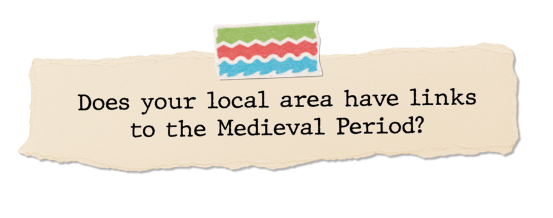 Does your local area have links
to the Medieval Period?